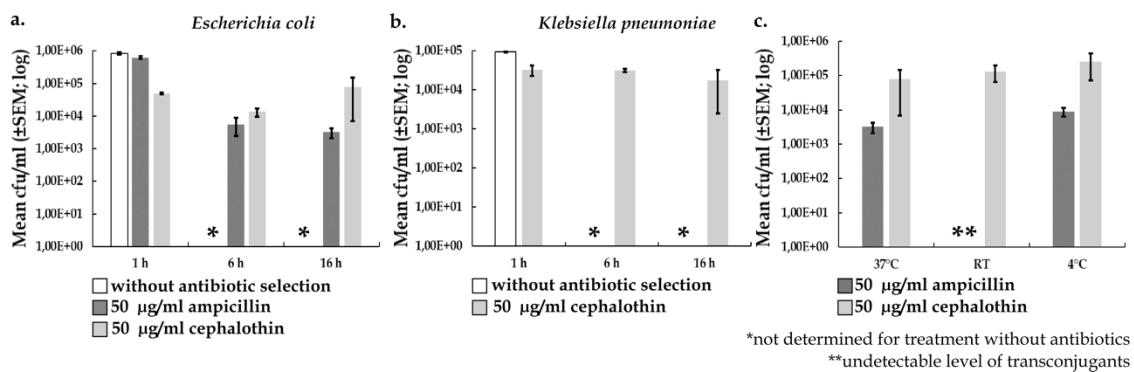 a.
Escherichia coli
Mean cfu/ml (±SEM; log)
1,00E+06
1,00E+05
1,00E+04
1,00E+03
1,00E+02
1,00E+01
1,00E+00
*
*
1 h
6 h
16 h
without antibiotic selection
50 µg/ml ampicillin
50 µg/ml cephalothin
b.
Klebsiella pneumoniae
Mean cfu/ml (±SEM; log)
1,00E+05
1,00E+04
1,00E+03
1,00E+02
1,00E+01
1,00E+00
*
*
1 h
6 h
16 h
without antibiotic selection
50 µg/ml cephalothin
c.
Mean cfu/ml (±SEM; log)
1,00E+06
1,00E+05
1,00E+04
1,00E+03
1,00E+02
1,00E+01
1,00E+00
**
37°C
RT
4°C
50 µg/ml ampicillin
50 µg/ml cephalothin
*not determined for treatment without antibiotics
**undetectable level of transconjugants